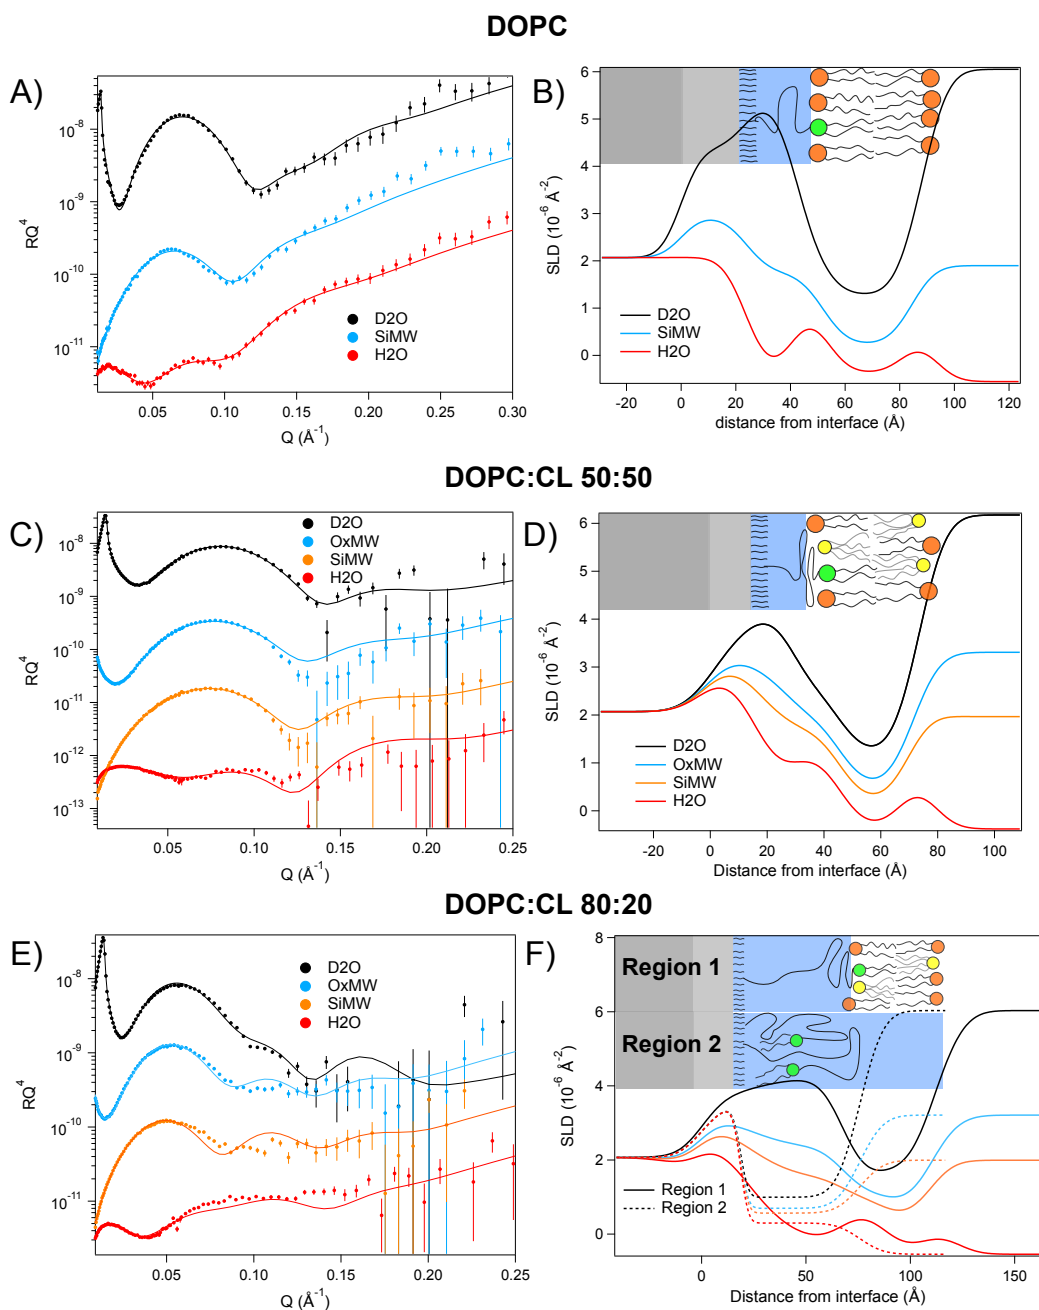 DOPC
A)
10⁻⁸
10⁻⁹
10⁻¹⁰
10⁻¹¹
RQ⁴
D2O
SiMW
H2O
0.05 0.10 0.15 0.20 0.25 0.30
Q (Å⁻¹)
B)
6
5
4
3
2
1
0
SLD (10⁻⁶ Å⁻²)
D2O
SiMW
H2O
-20 0 20 40 60 80 100 120
distance from interface (Å)
DOPC:CL 50:50
C)
10⁻⁸
10⁻⁹
10⁻¹⁰
10⁻¹¹
10⁻¹²
10⁻¹³
RQ⁴
D2O
OxMW
SiMW
H2O
0.05 0.10 0.15 0.20 0.25
Q (Å⁻¹)
D)
6
5
4
3
2
1
0
SLD (10⁻⁶ Å⁻²)
D2O
OxMW
SiMW
H2O
-20 0 20 40 60 80 100
Distance from interface (Å)
DOPC:CL 80:20
E)
10⁻⁸
10⁻⁹
10⁻¹⁰
10⁻¹¹
RQ⁴
D2O
OxMW
SiMW
H2O
0.05 0.10 0.15 0.20 0.25
Q (Å⁻¹)
F)
8
6
4
2
0
SLD (10⁻⁶ Å⁻²)
Region 1
Region 2
Region 1
Region 2
0 50 100 150
Distance from interface (Å)